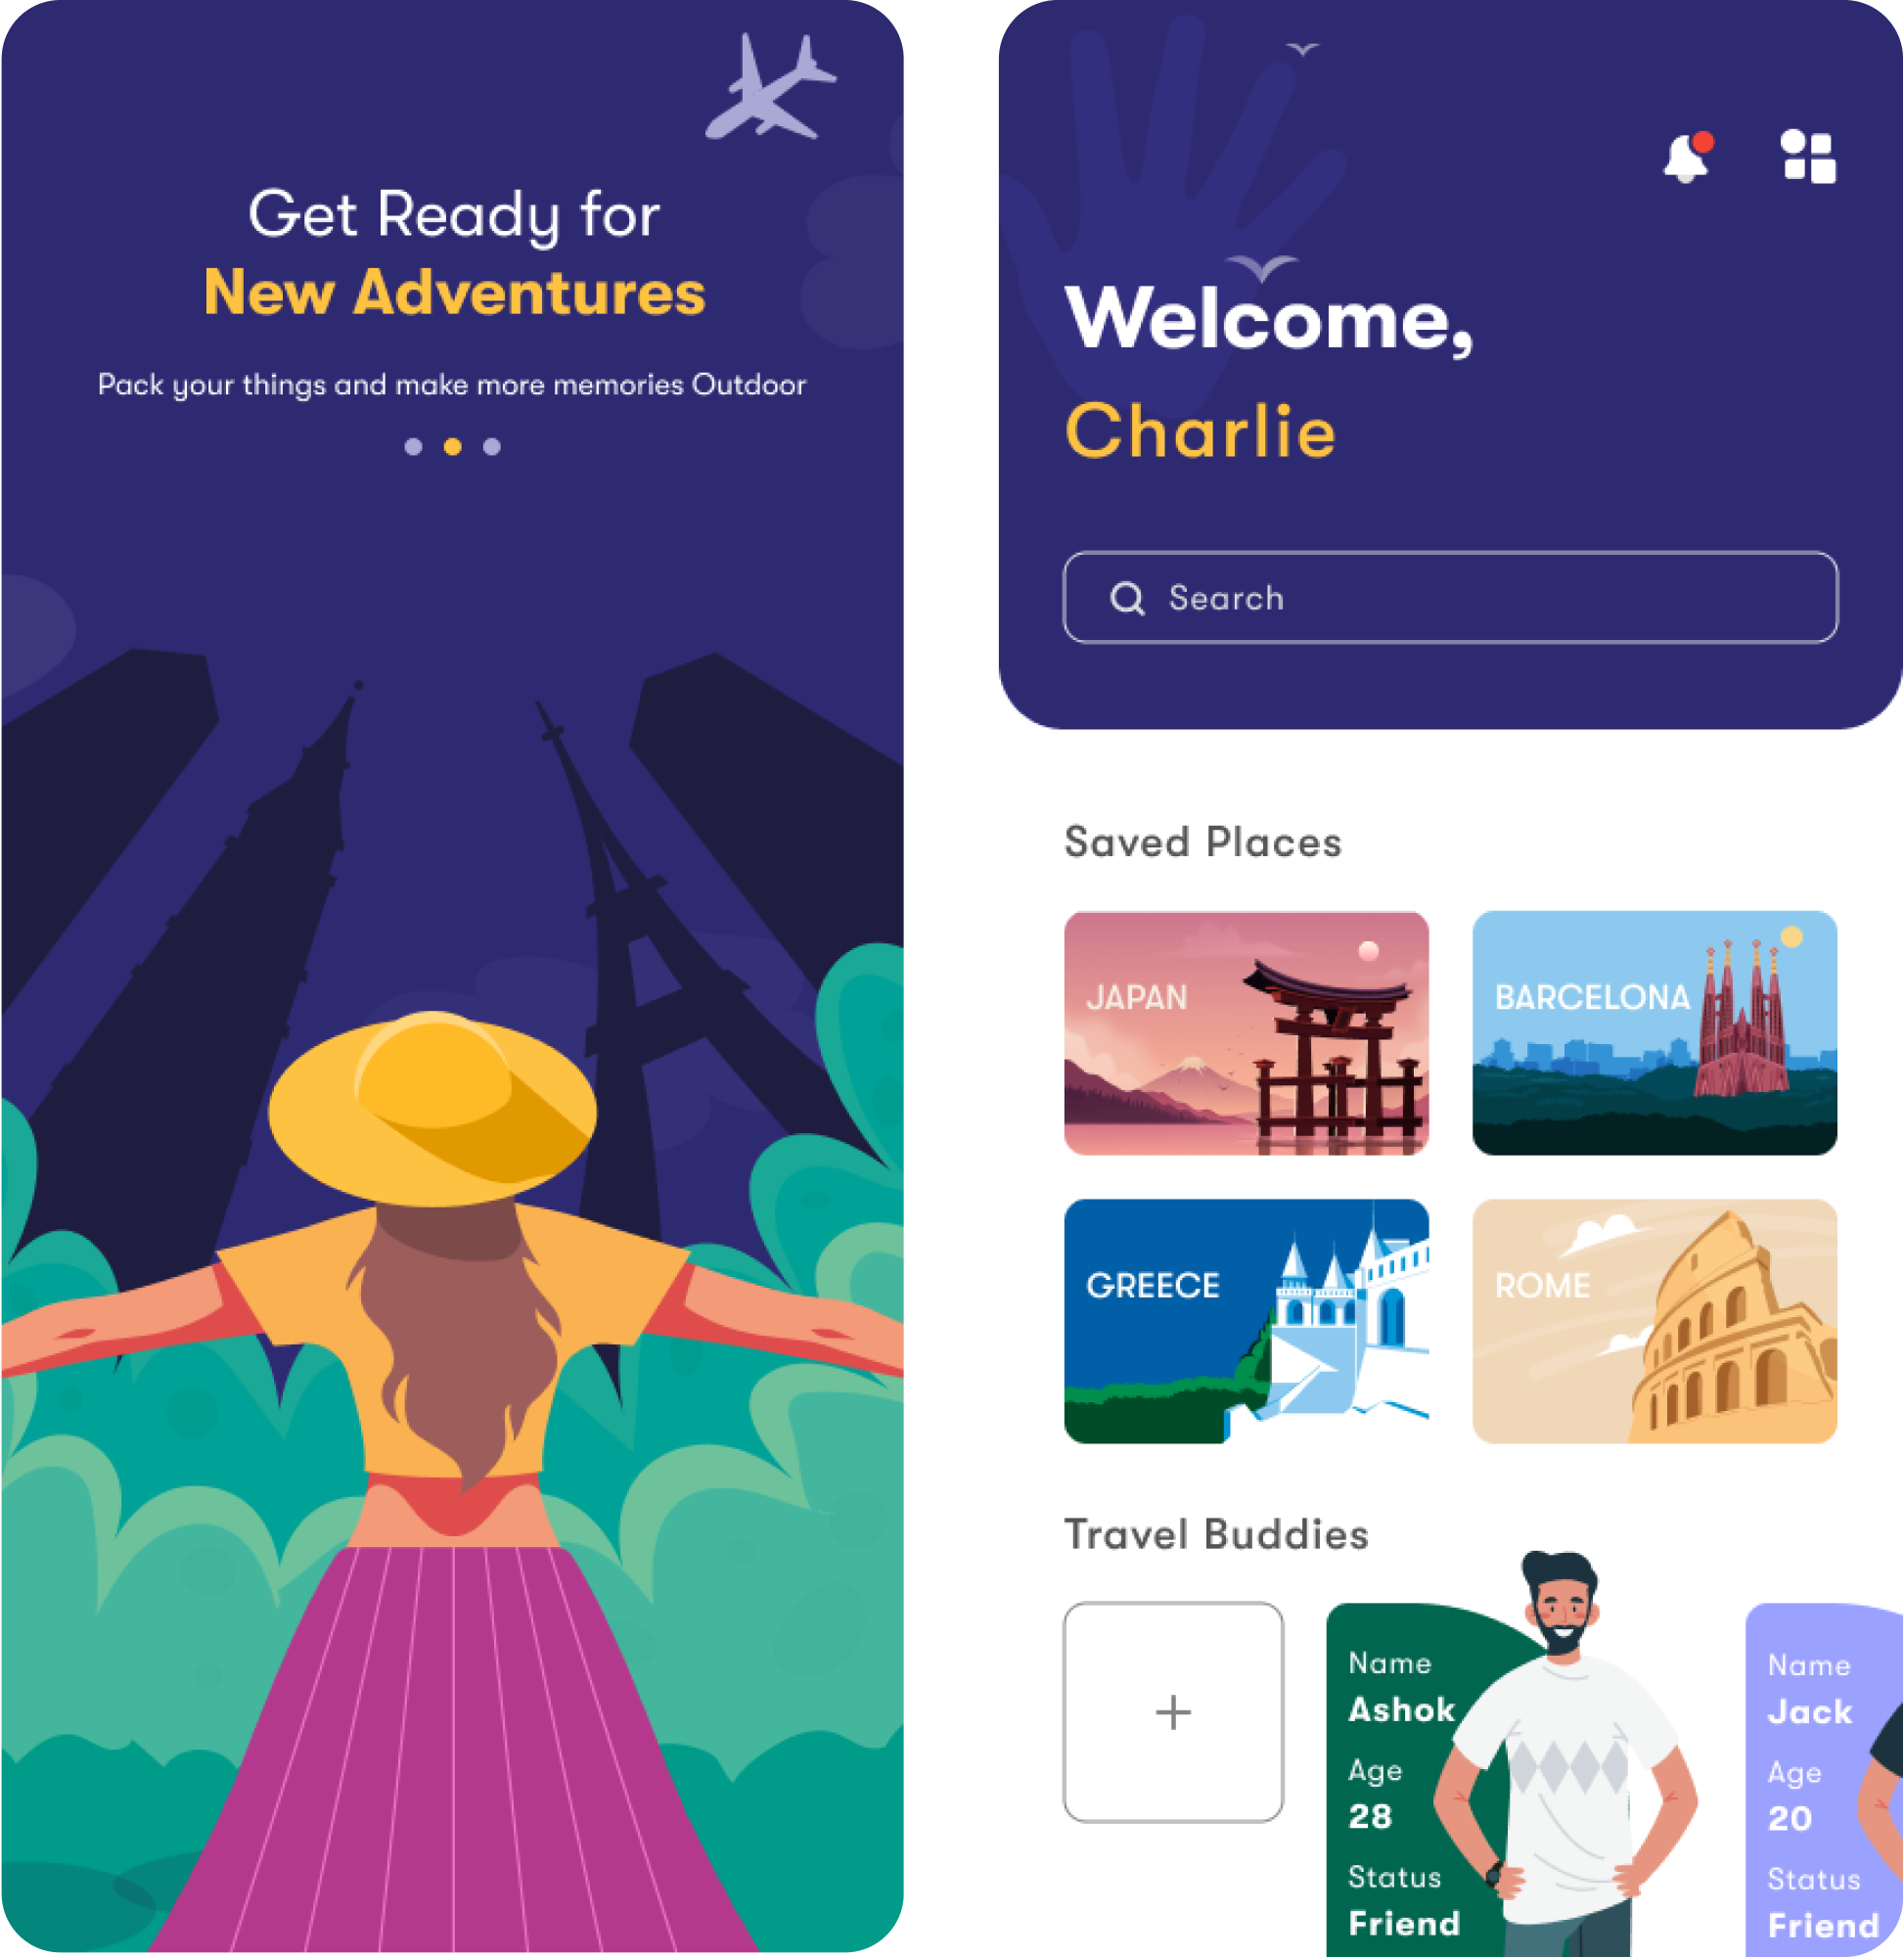 Get Ready for
New Adventures
Pack your things and make more memories Outdoor
Welcome,
Charlie
Search
Saved Places
JAPAN
BARCELONA
GREECE
ROME
Travel Buddies
Name
Ashok
Age
28
Status
Friend
Name
Jack
Age
20
Status
Friend